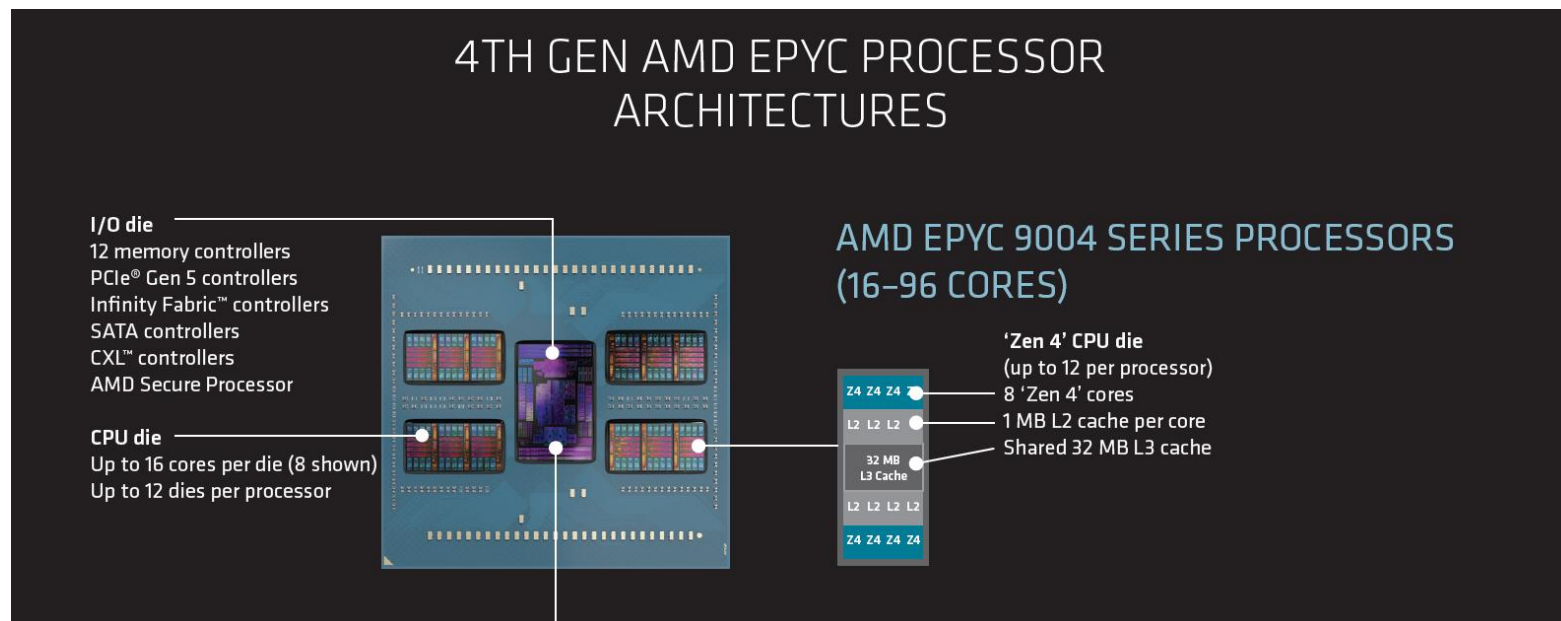 4TH GEN AMD EPYC PROCESSOR
ARCHITECTURES
I/O die
12 memory controllers
PCIe® Gen 5 controllers
Infinity Fabric™ controllers
SATA controllers
CXL™ controllers
AMD Secure Processor
CPU die
Up to 16 cores per die (8 shown)
Up to 12 dies per processor
AMD EPYC 9004 SERIES PROCESSORS
(16–96 CORES)
Z4 Z4 Z4
L2 L2 L2
32 MB
L3 Cache
L2 L2 L2 L2
Z4 Z4 Z4 Z4
‘Zen 4’ CPU die
(up to 12 per processor)
8 ‘Zen 4’ cores
1 MB L2 cache per core
Shared 32 MB L3 cache